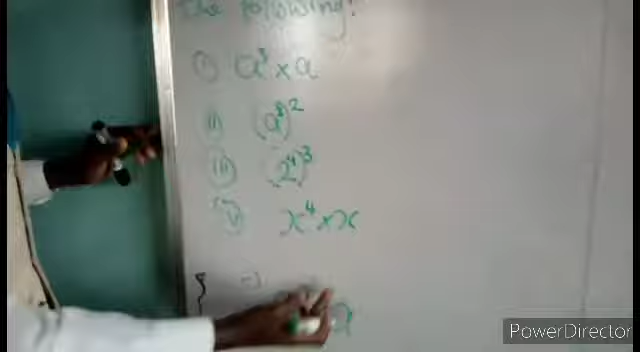 the following:
(i) a³ × a
(ii) (a³)²
(iii) (2⁴)³
(iv) x⁴ × x
a
PowerDirector